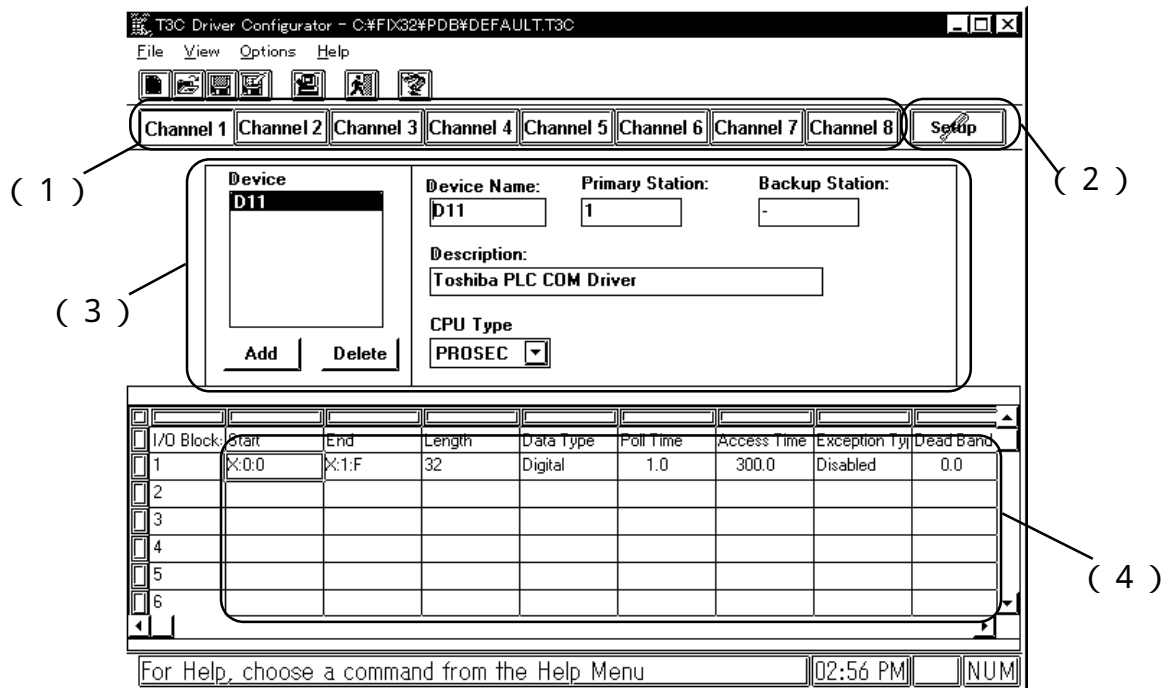 T3C Driver Configurator - C:¥FIX32¥PDB¥DEFAULT.T3C
File View Options Help
Channel 1 Channel 2 Channel 3 Channel 4 Channel 5 Channel 6 Channel 7 Channel 8 Setup
(1)
(2)
(3)
Device
D11
Add Delete
Device Name: Primary Station: Backup Station:
D11 1 -
Description:
Toshiba PLC COM Driver
CPU Type
PROSEC
I/O Block: Start End Length Data Type Poll Time Access Time Exception Ty Dead Band
1 X:0:0 X:1:F 32 Digital 1.0 300.0 Disabled 0.0
2
3
4
5
6
(4)
For Help, choose a command from the Help Menu 02:56 PM NUM